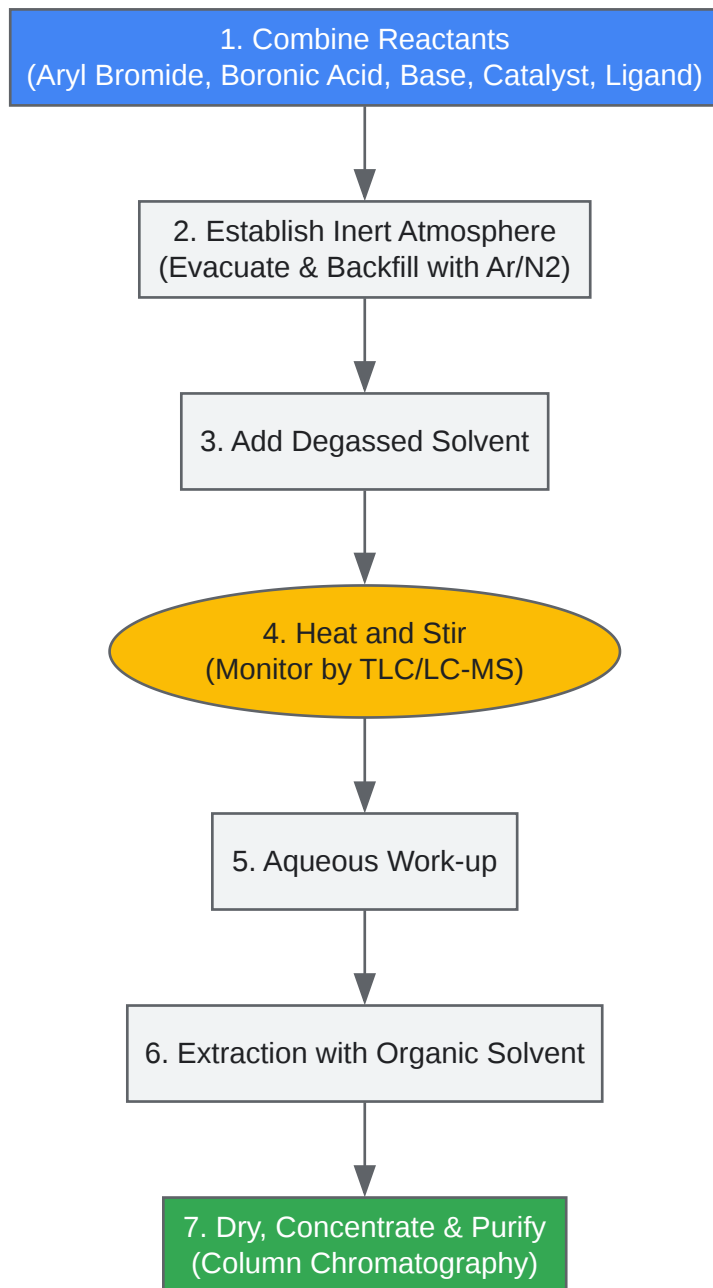 1. Combine Reactants
(Aryl Bromide, Boronic Acid, Base, Catalyst, Ligand)
2. Establish Inert Atmosphere
(Evacuate & Backfill with Ar/N2)
3. Add Degassed Solvent
4. Heat and Stir
(Monitor by TLC/LC-MS)
5. Aqueous Work-up
6. Extraction with Organic Solvent
7. Dry, Concentrate & Purify
(Column Chromatography)